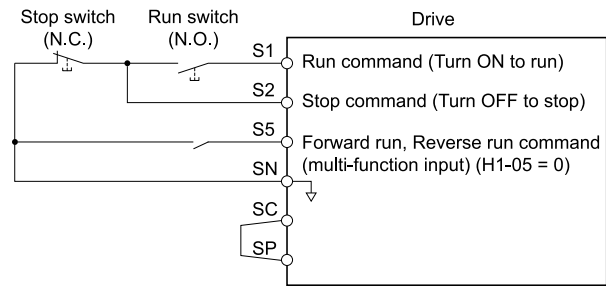 Stop switch
(N.C.)
Run switch
(N.O.)
Drive
S1
Run command (Turn ON to run)
S2
Stop command (Turn OFF to stop)
S5
Forward run, Reverse run command
(multi-function input) (H1-05 = 0)
SN
SC
SP